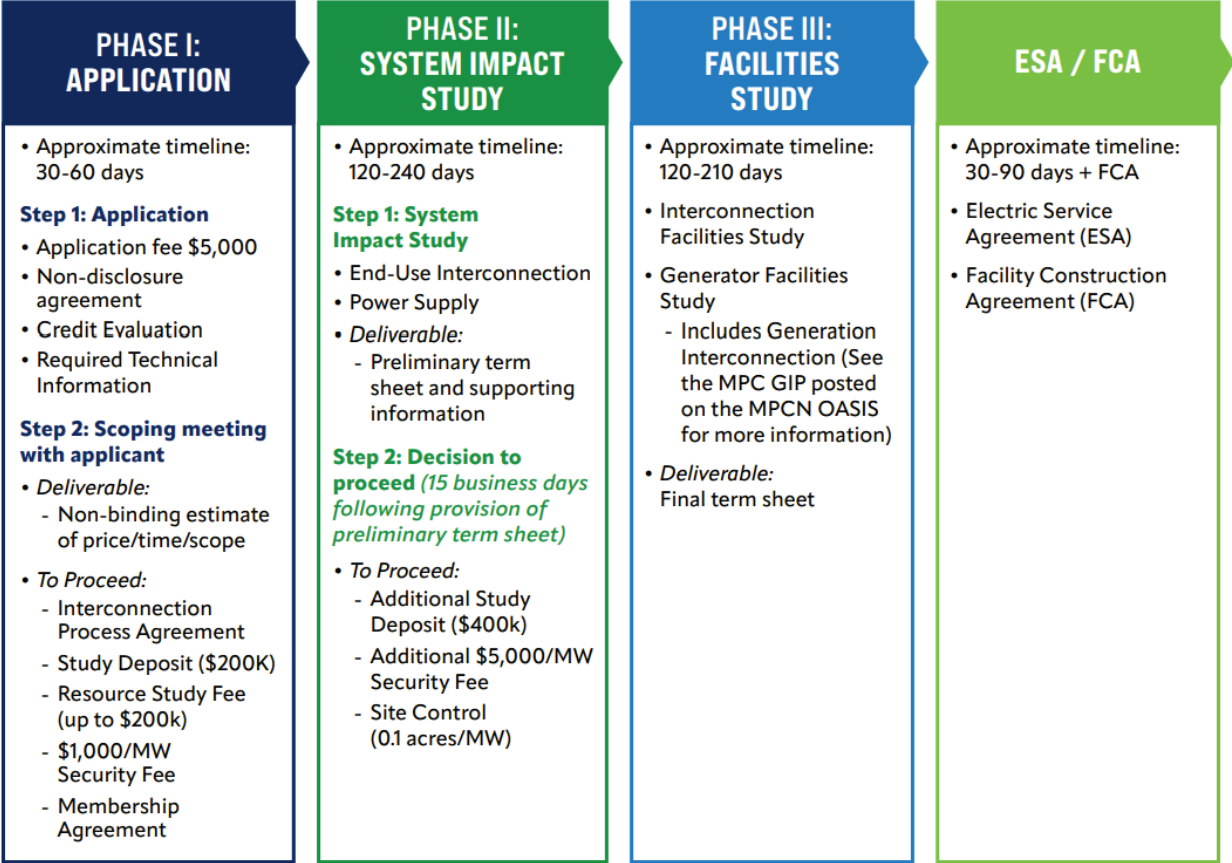 PHASE I:
APPLICATION
• Approximate timeline:
30-60 days
Step 1: Application
• Application fee $5,000
• Non-disclosure
agreement
• Credit Evaluation
• Required Technical
Information
Step 2: Scoping meeting
with applicant
• Deliverable:
- Non-binding estimate
of price/time/scope
• To Proceed:
- Interconnection
Process Agreement
- Study Deposit ($200K)
- Resource Study Fee
(up to $200k)
- $1,000/MW
Security Fee
- Membership
Agreement
PHASE II:
SYSTEM IMPACT
STUDY
• Approximate timeline:
120-240 days
Step 1: System
Impact Study
• End-Use Interconnection
• Power Supply
• Deliverable:
- Preliminary term
sheet and supporting
information
Step 2: Decision to
proceed (15 business days
following provision of
preliminary term sheet)
• To Proceed:
- Additional Study
Deposit ($400k)
- Additional $5,000/MW
Security Fee
- Site Control
(0.1 acres/MW)
PHASE III:
FACILITIES
STUDY
• Approximate timeline:
120-210 days
• Interconnection
Facilities Study
• Generator Facilities
Study
- Includes Generation
Interconnection (See
the MPC GIP posted
on the MPCN OASIS
for more information)
• Deliverable:
Final term sheet
ESA / FCA
• Approximate timeline:
30-90 days + FCA
• Electric Service
Agreement (ESA)
• Facility Construction
Agreement (FCA)